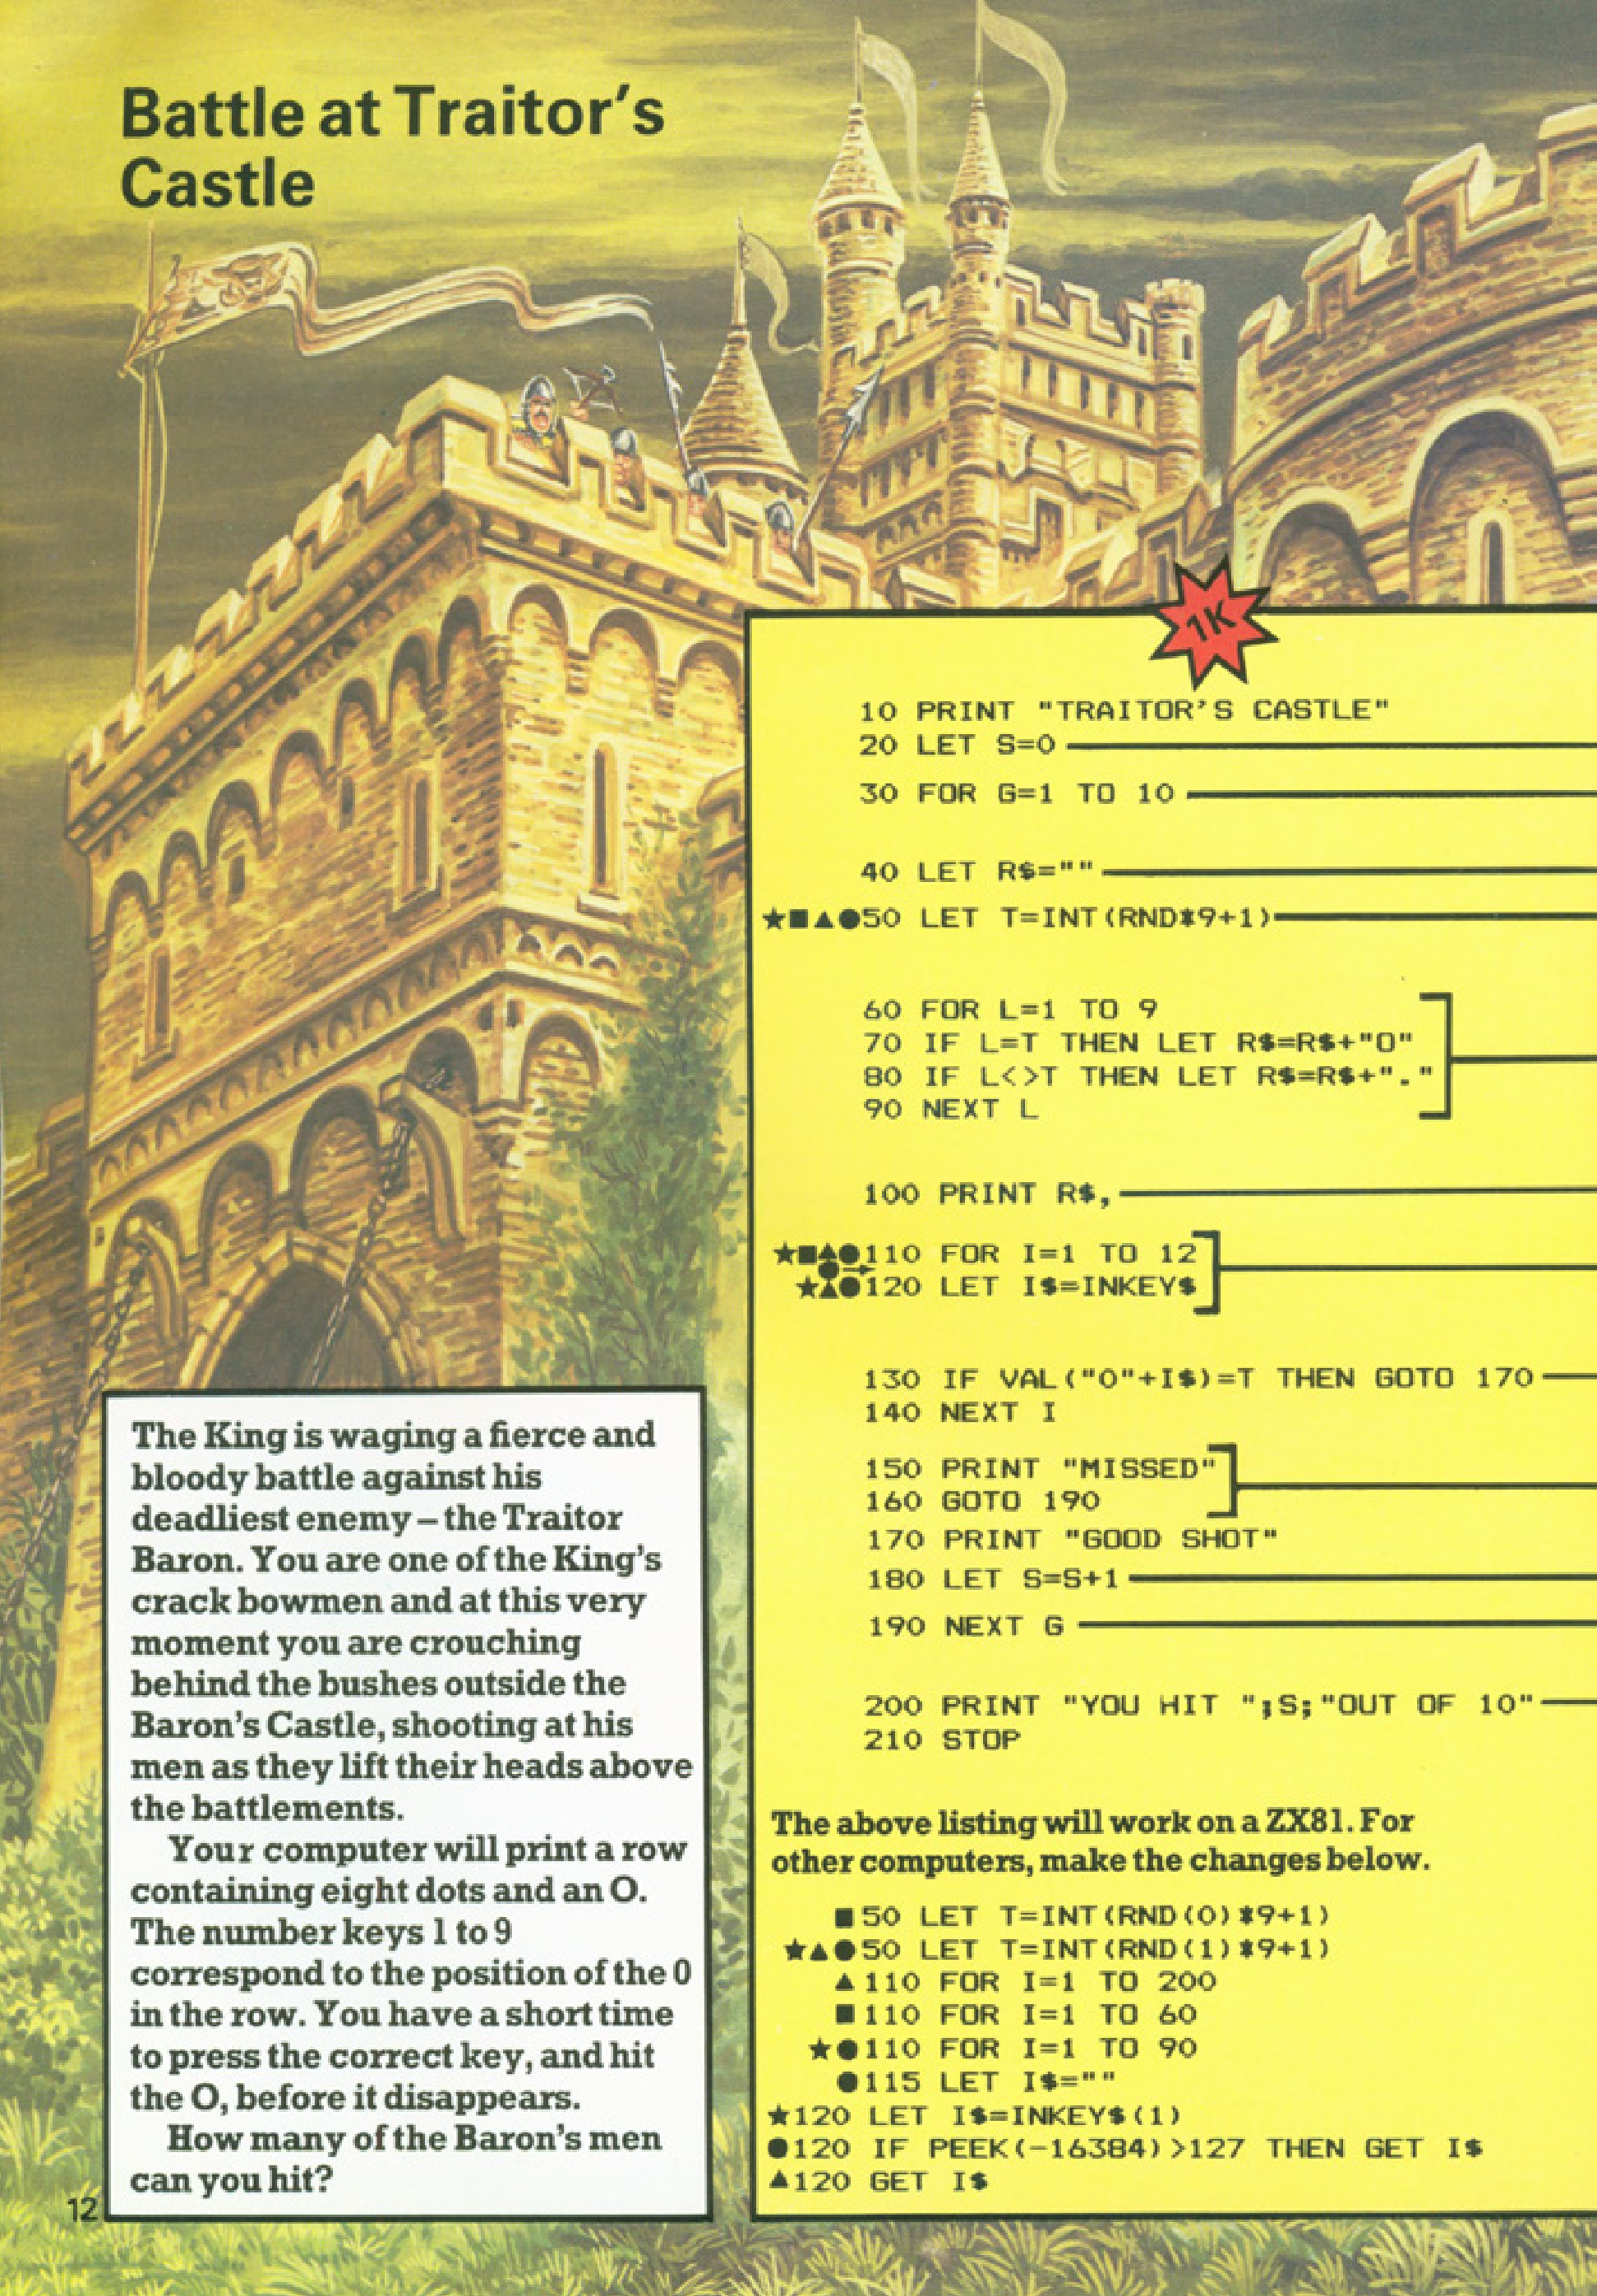 Battle at Traitor's
Castle
1K
10 PRINT "TRAITOR'S CASTLE"
20 LET S=0
30 FOR G=1 TO 10
40 LET R$=""
★■▲●50 LET T=INT(RND*9+1)
60 FOR L=1 TO 9
70 IF L=T THEN LET R$=R$+"O"
80 IF L<>T THEN LET R$=R$+"."
90 NEXT L
100 PRINT R$,
★■▲●110 FOR I=1 TO 12
●→
★▲●120 LET I$=INKEY$
130 IF VAL("0"+I$)=T THEN GOTO 170
140 NEXT I
150 PRINT "MISSED"
160 GOTO 190
170 PRINT "GOOD SHOT"
180 LET S=S+1
190 NEXT G
200 PRINT "YOU HIT ";S;"OUT OF 10"
210 STOP
The above listing will work on a ZX81. For
other computers, make the changes below.
■50 LET T=INT(RND(0)*9+1)
★▲●50 LET T=INT(RND(1)*9+1)
▲110 FOR I=1 TO 200
■110 FOR I=1 TO 60
★●110 FOR I=1 TO 90
●115 LET I$=""
★120 LET I$=INKEY$(1)
●120 IF PEEK(-16384)>127 THEN GET I$
▲120 GET I$
The King is waging a fierce and
bloody battle against his
deadliest enemy – the Traitor
Baron. You are one of the King's
crack bowmen and at this very
moment you are crouching
behind the bushes outside the
Baron's Castle, shooting at his
men as they lift their heads above
the battlements.
Your computer will print a row
containing eight dots and an O.
The number keys 1 to 9
correspond to the position of the 0
in the row. You have a short time
to press the correct key, and hit
the O, before it disappears.
How many of the Baron's men
can you hit?
12